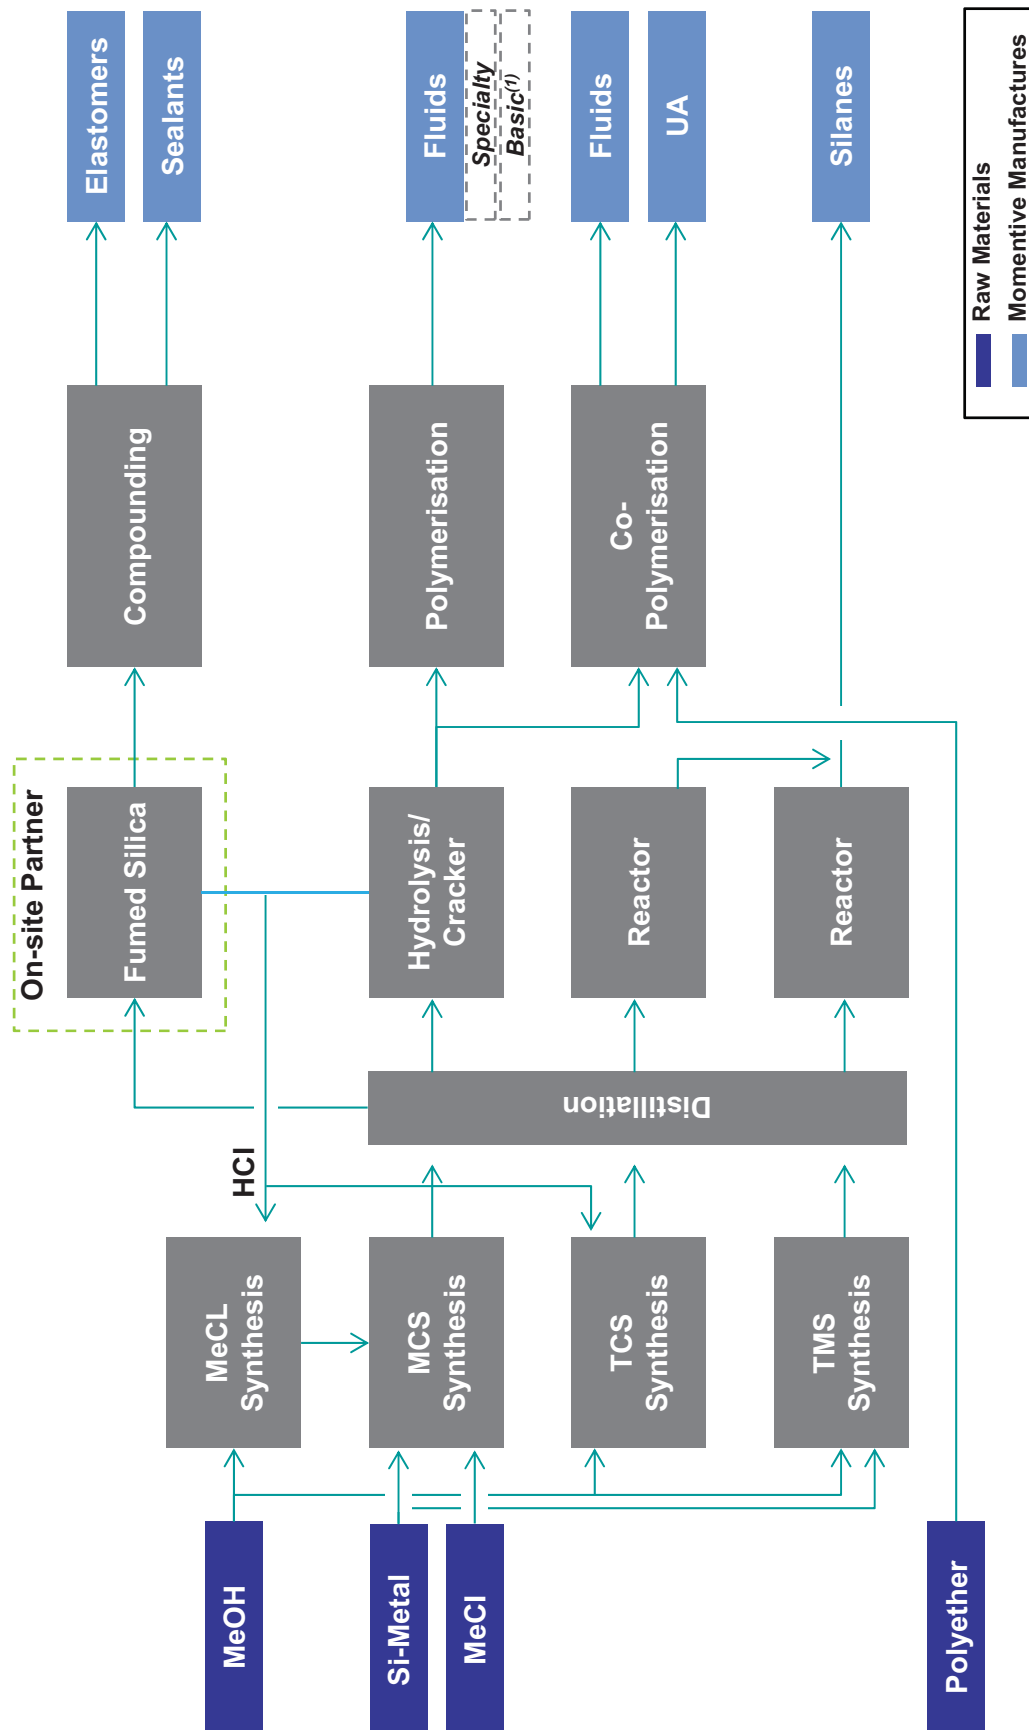 On-site Partner
MeOH
Si-Metal
MeCl
Polyether
MeCL
Synthesis
MCS
Synthesis
TCS
Synthesis
TMS
Synthesis
HCl
Distillation
Fumed Silica
Hydrolysis/
Cracker
Reactor
Reactor
Compounding
Polymerisation
Co-
Polymerisation
Elastomers
Sealants
Fluids
Specialty
Basic(1)
Fluids
UA
Silanes
Raw Materials
Momentive Manufactures